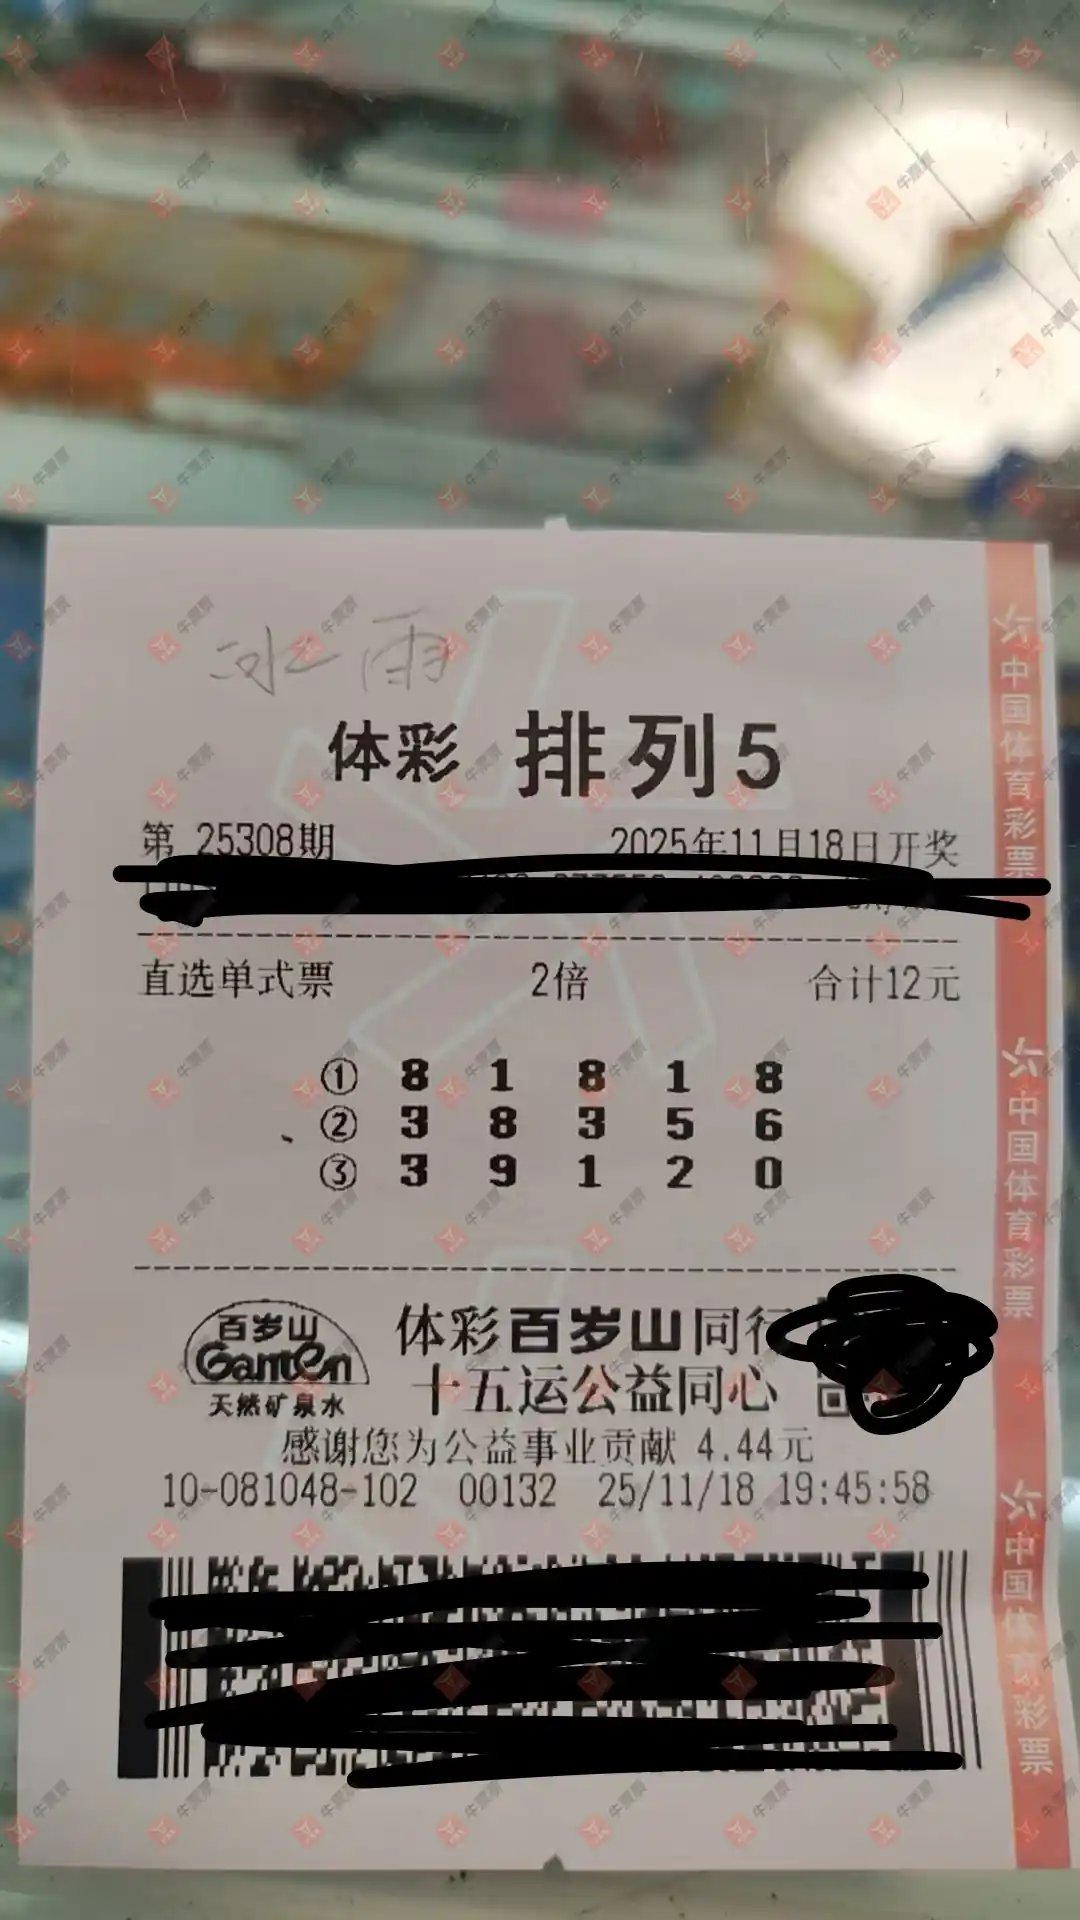 冰雨
体彩 排列5
第 25308期 2025年11月18日开奖
直选单式票 2倍 合计12元
① 8 1 8 1 8
② 3 8 3 5 6
③ 3 9 1 2 0
百岁山 体彩百岁山同行
Ganten 十五运公益同心
天然矿泉水
感谢您为公益事业贡献 4.44元
10-081048-102 00132 25/11/18 19:45:58
中国体育彩票
中国体育彩票
中国体育彩票
牛票票